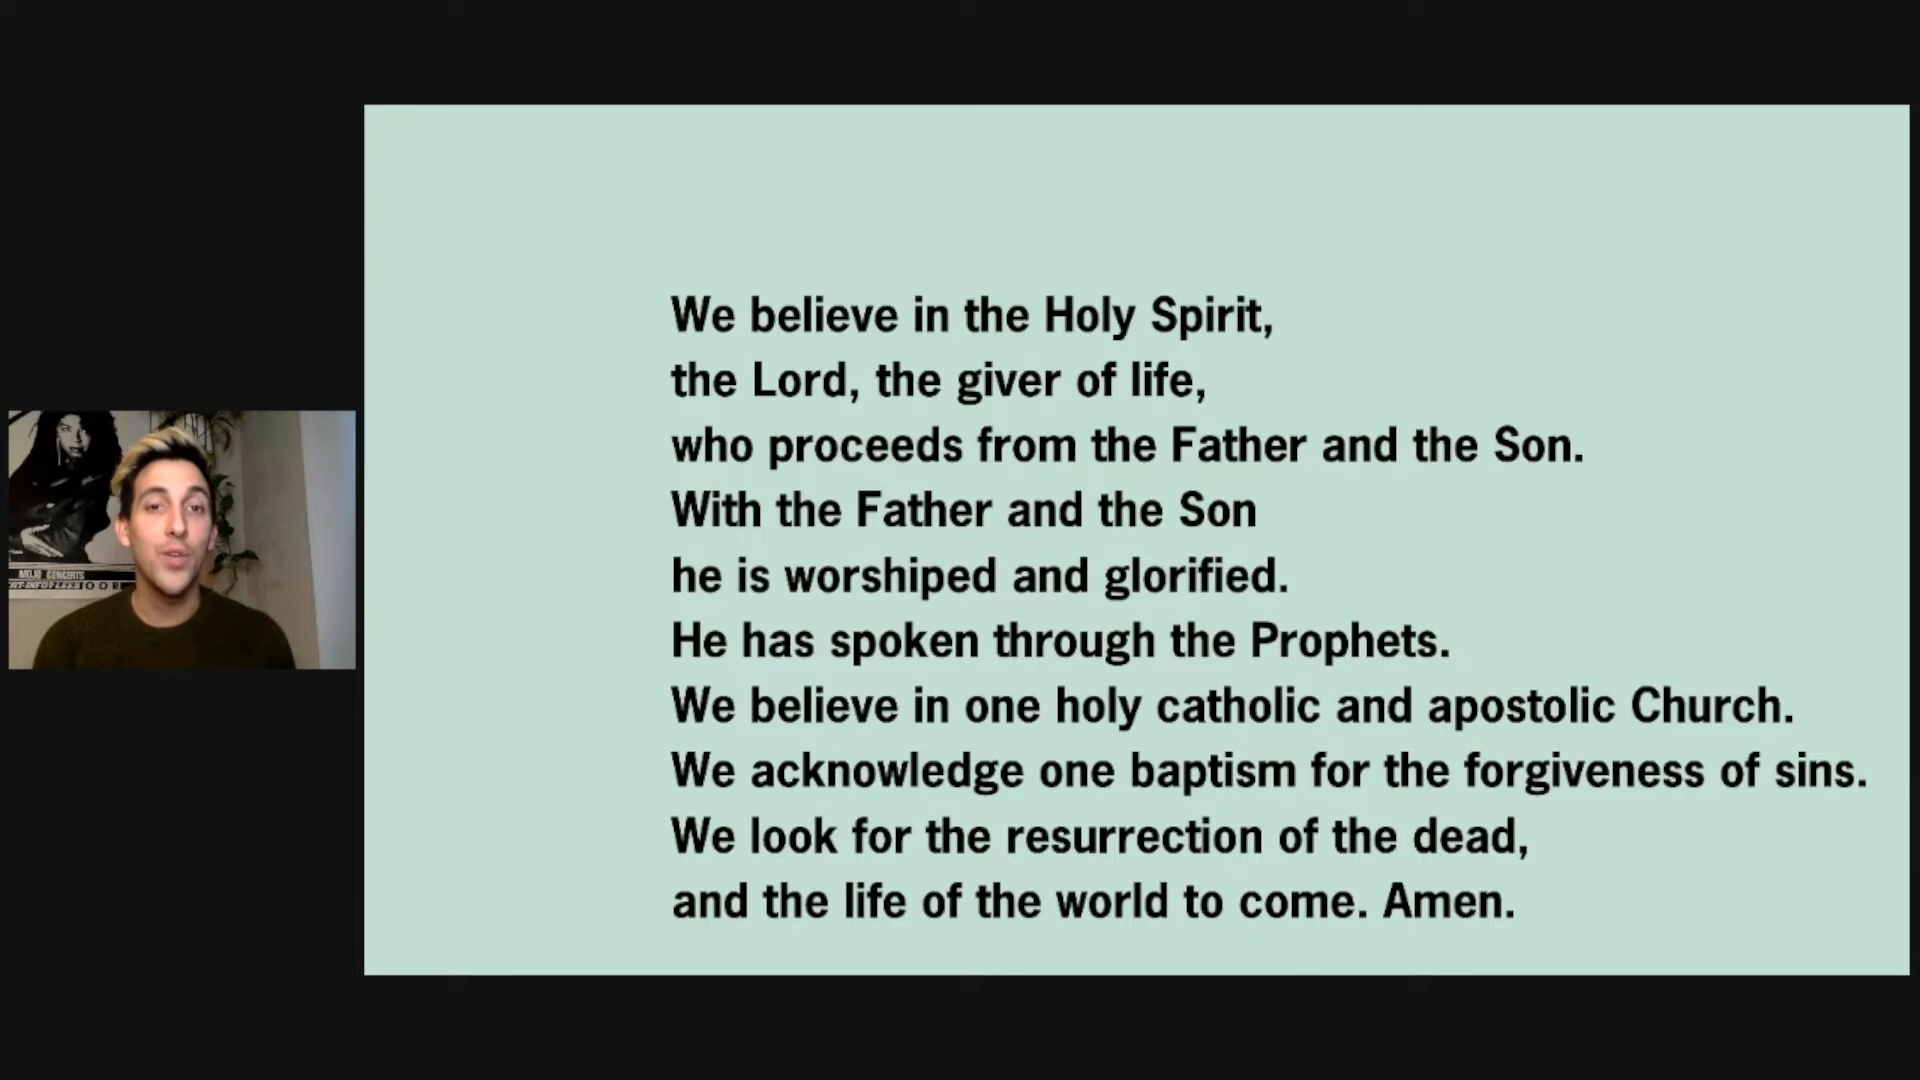 MOJO CONCERTS
We believe in the Holy Spirit,
the Lord, the giver of life,
who proceeds from the Father and the Son.
With the Father and the Son
he is worshiped and glorified.
He has spoken through the Prophets.
We believe in one holy catholic and apostolic Church.
We acknowledge one baptism for the forgiveness of sins.
We look for the resurrection of the dead,
and the life of the world to come. Amen.